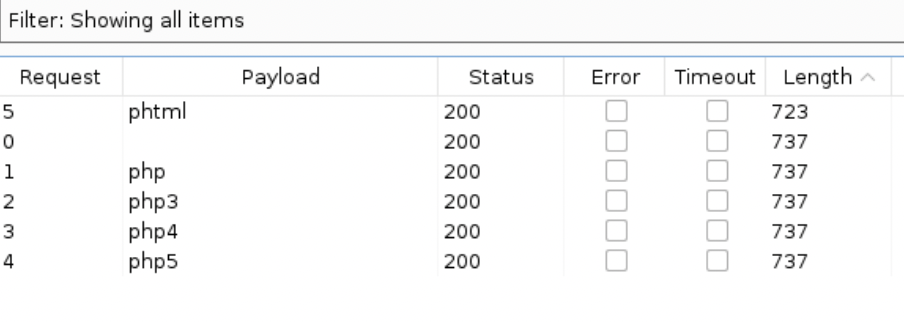 Filter: Showing all items
Request Payload Status Error Timeout Length
5 phtml 200 723
0 200 737
1 php 200 737
2 php3 200 737
3 php4 200 737
4 php5 200 737